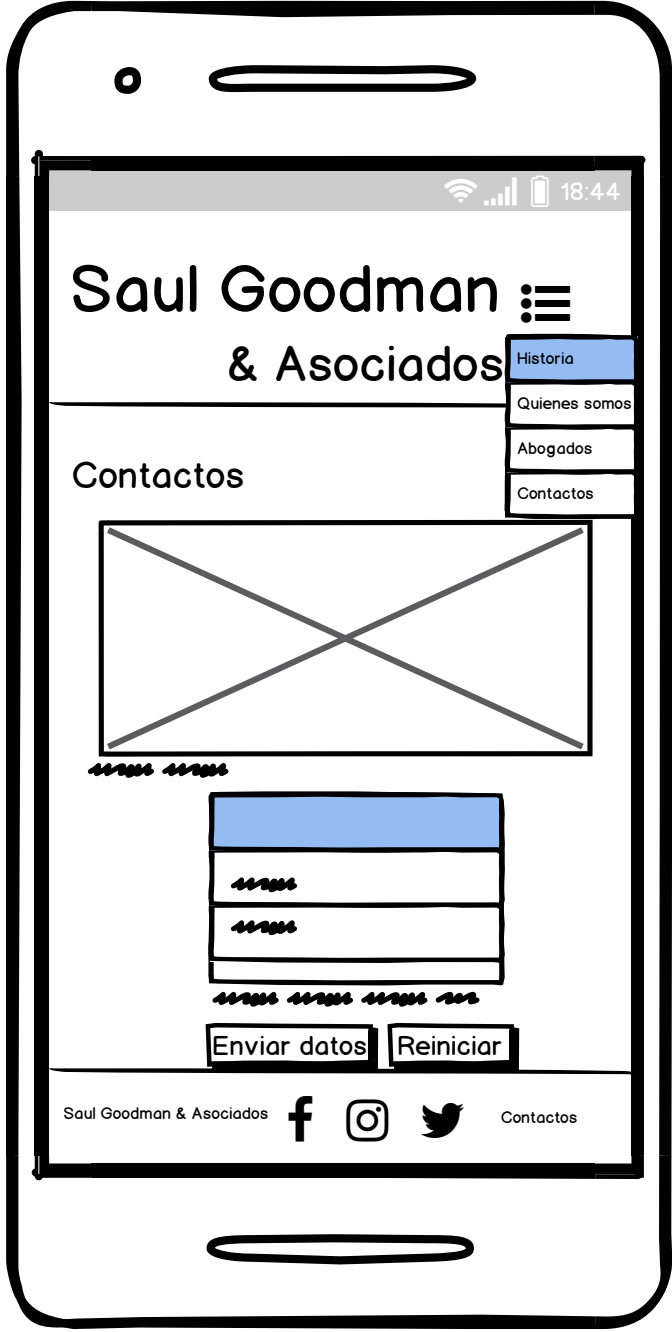 18:44
Saul Goodman
& Asociados
Historia
Quienes somos
Abogados
Contactos
Contactos
Enviar datos
Reiniciar
Saul Goodman & Asociados
Contactos